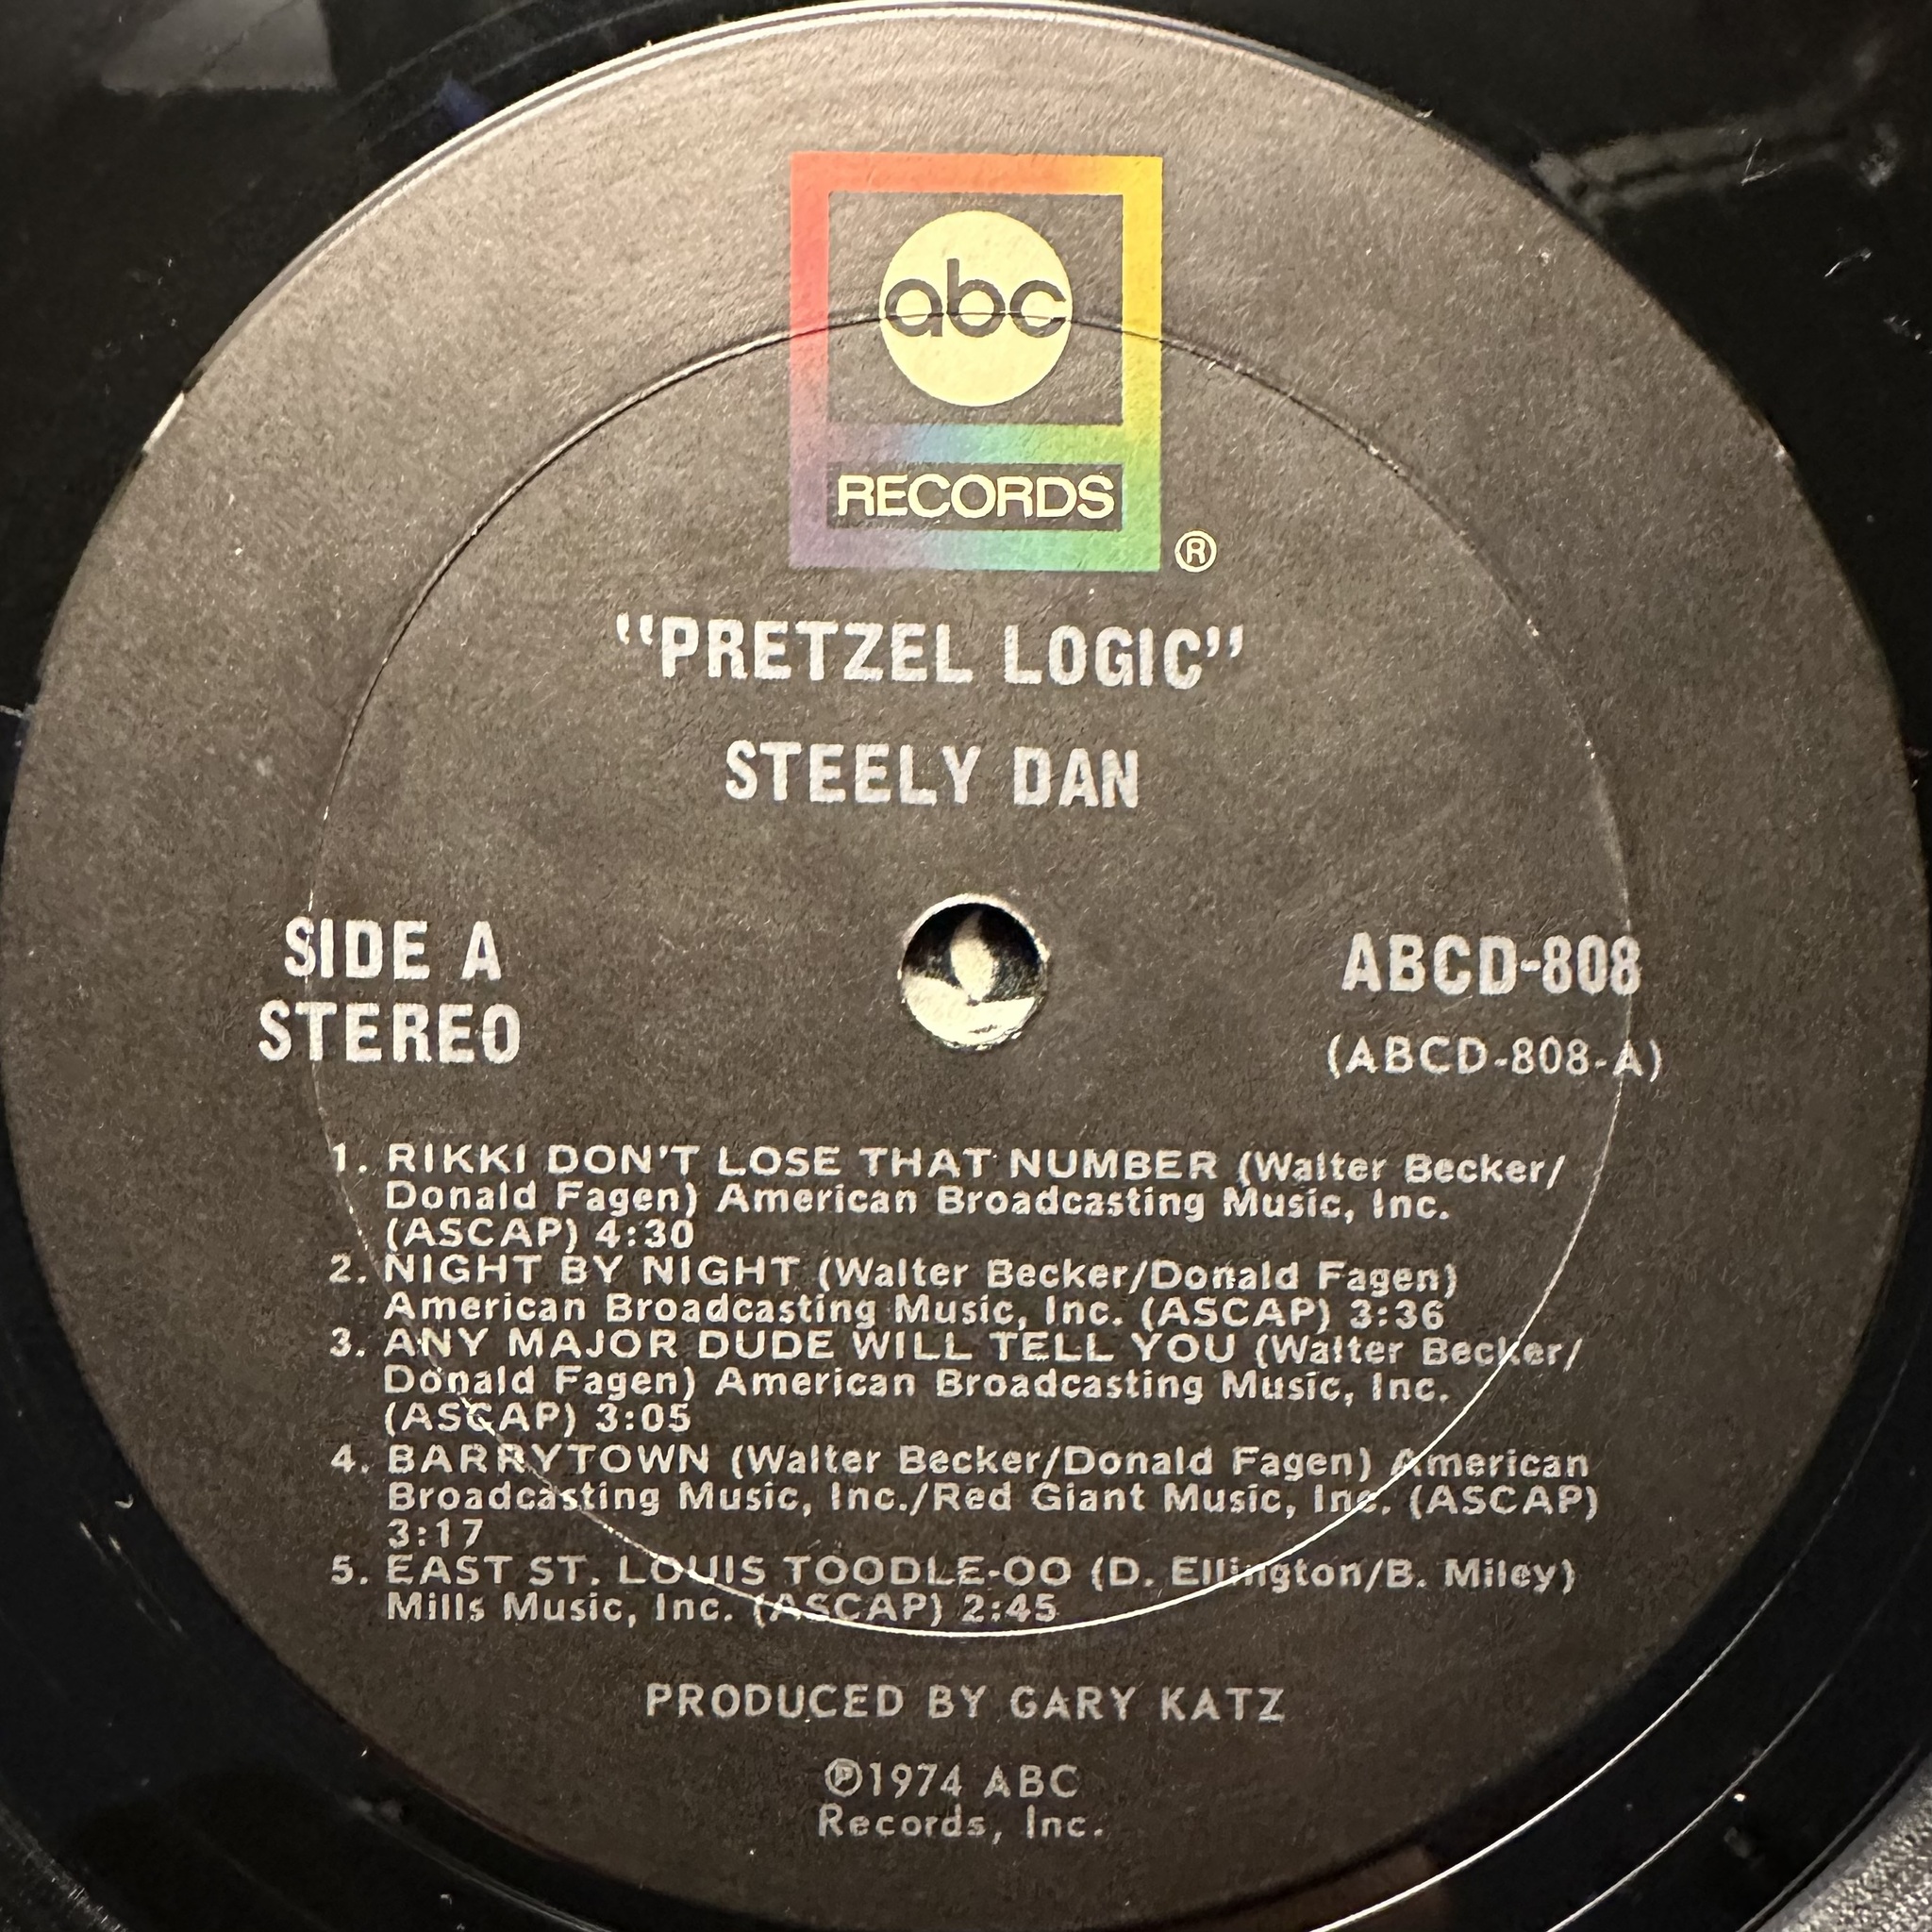 abc
RECORDS
®
"PRETZEL LOGIC"
STEELY DAN
SIDE A
STEREO
ABCD-808
(ABCD-808-A)
1. RIKKI DON'T LOSE THAT NUMBER (Walter Becker/
Donald Fagen) American Broadcasting Music, Inc.
(ASCAP) 4:30
2. NIGHT BY NIGHT (Walter Becker/Donald Fagen)
American Broadcasting Music, Inc. (ASCAP) 3:36
3. ANY MAJOR DUDE WILL TELL YOU (Walter Becker/
Donald Fagen) American Broadcasting Music, Inc.
(ASCAP) 3:05
4. BARRYTOWN (Walter Becker/Donald Fagen) American
Broadcasting Music, Inc./Red Giant Music, Inc. (ASCAP)
3:17
5. EAST ST. LOUIS TOODLE-OO (D. Ellington/B. Miley)
Mills Music, Inc. (ASCAP) 2:45
PRODUCED BY GARY KATZ
℗1974 ABC
Records, Inc.